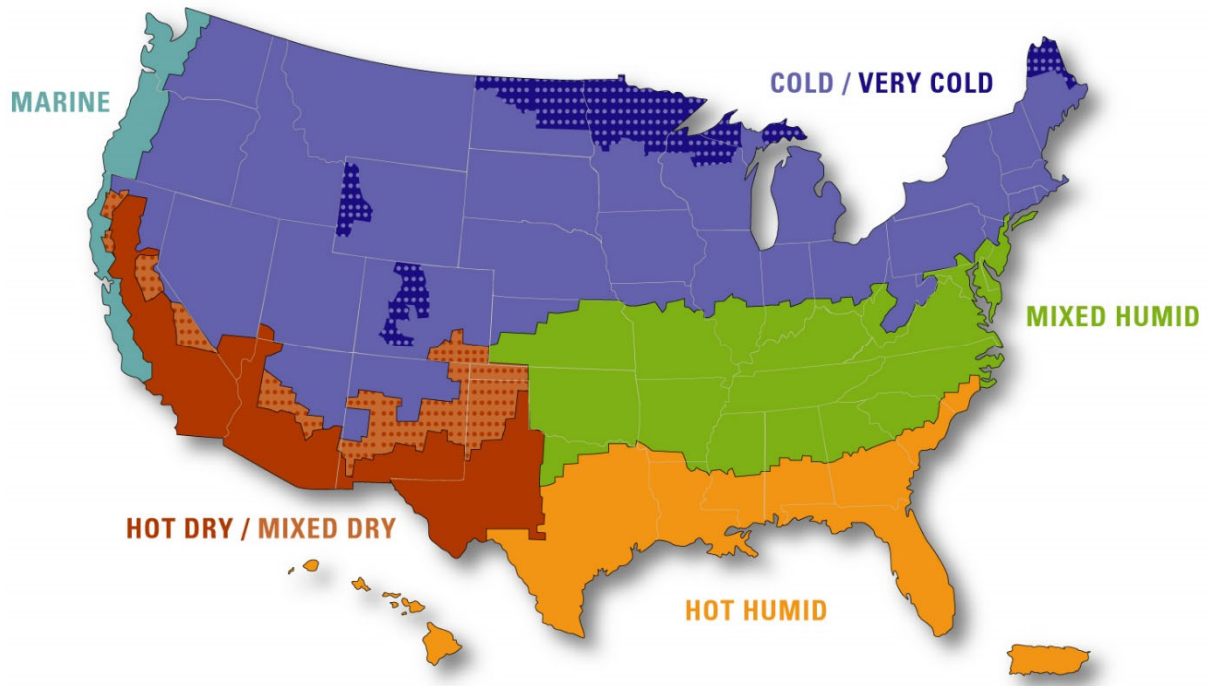 COLD / VERY COLD
MARINE
MIXED HUMID
HOT DRY / MIXED DRY
HOT HUMID